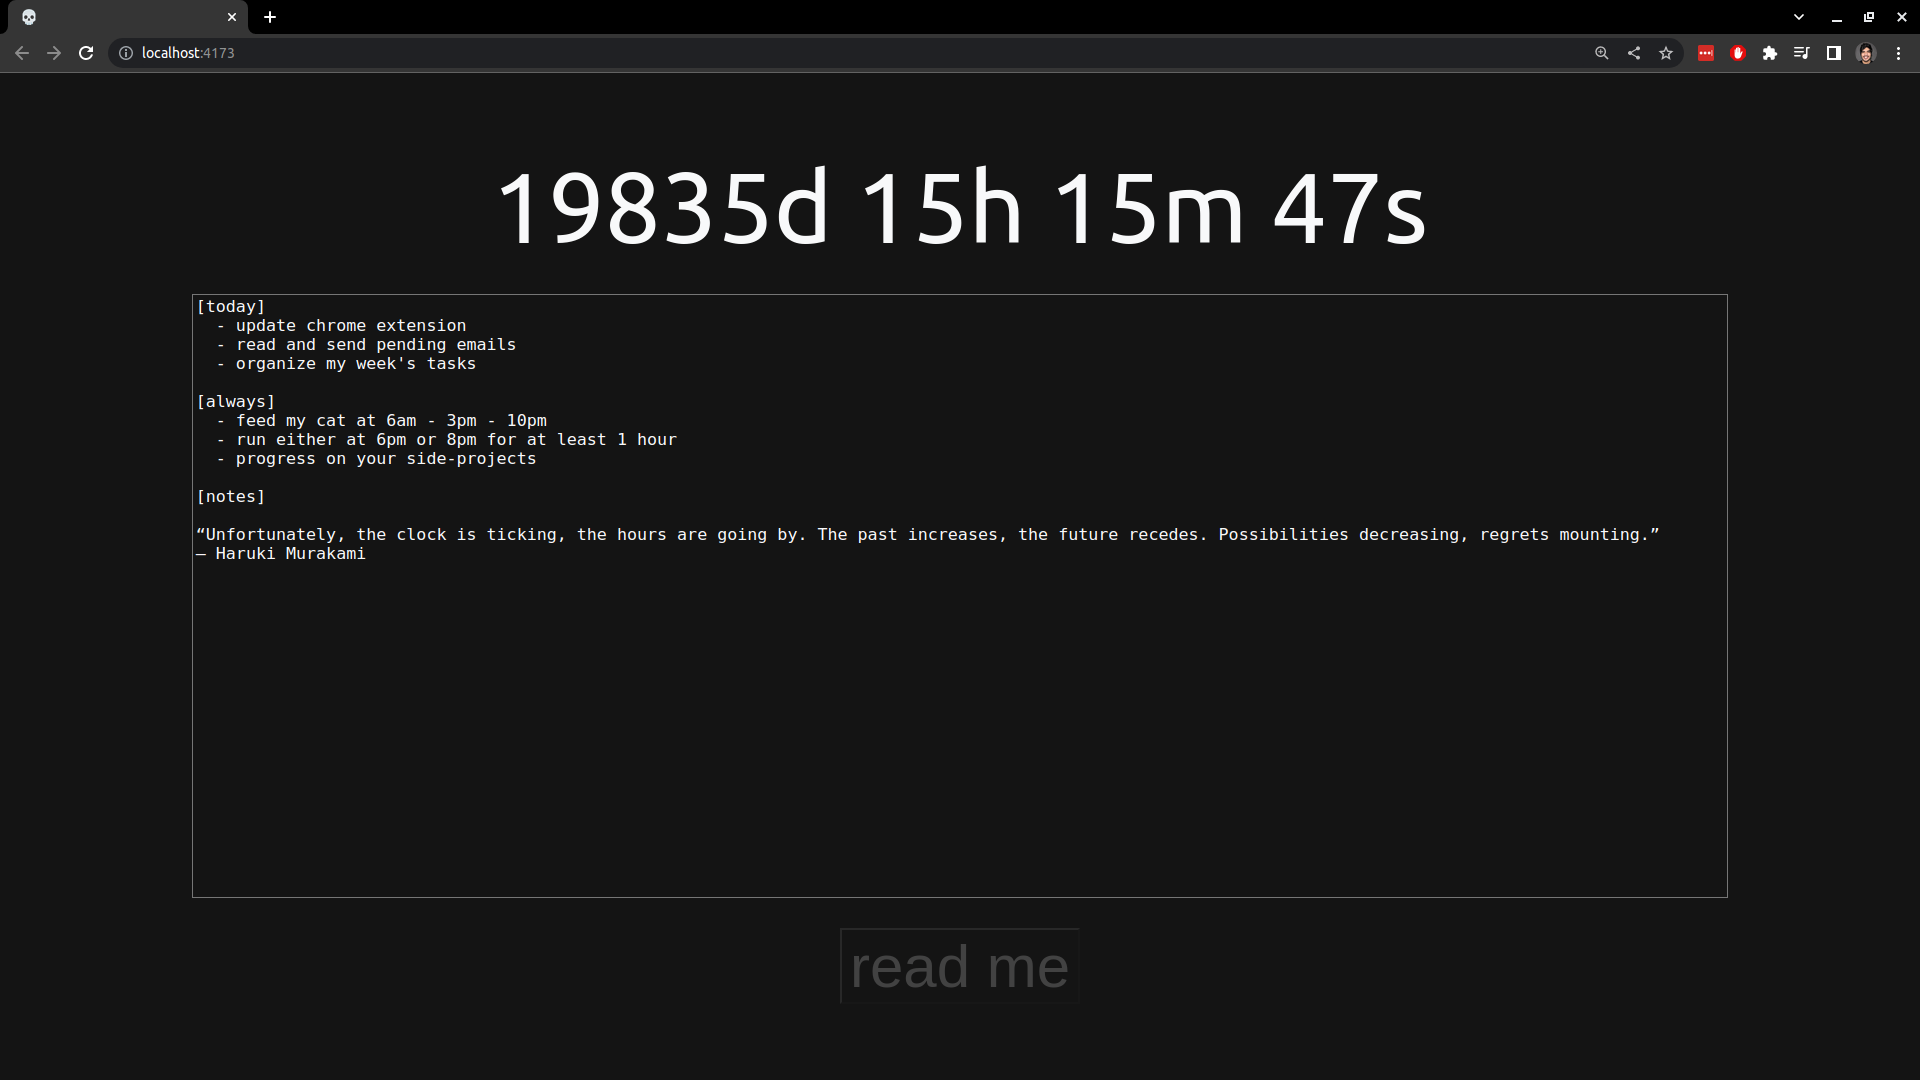 localhost:4173
19835d 15h 15m 47s
[today]
  - update chrome extension
  - read and send pending emails
  - organize my week's tasks
[always]
  - feed my cat at 6am - 3pm - 10pm
  - run either at 6pm or 8pm for at least 1 hour
  - progress on your side-projects
[notes]
“Unfortunately, the clock is ticking, the hours are going by. The past increases, the future recedes. Possibilities decreasing, regrets mounting.”
― Haruki Murakami
read me